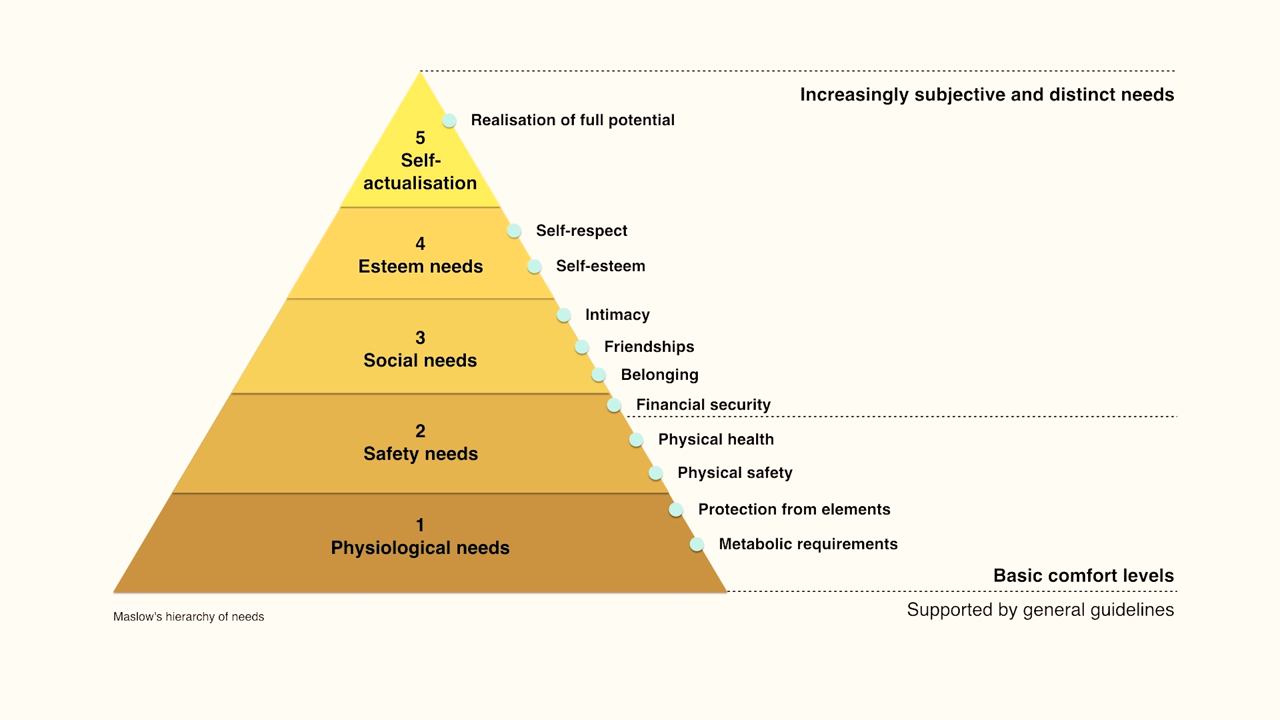 Increasingly subjective and distinct needs
Realisation of full potential
5
Self-
actualisation
Self-respect
4
Esteem needs
Self-esteem
Intimacy
3
Social needs
Friendships
Belonging
Financial security
2
Safety needs
Physical health
Physical safety
Protection from elements
1
Physiological needs
Metabolic requirements
Basic comfort levels
Supported by general guidelines
Maslow's hierarchy of needs